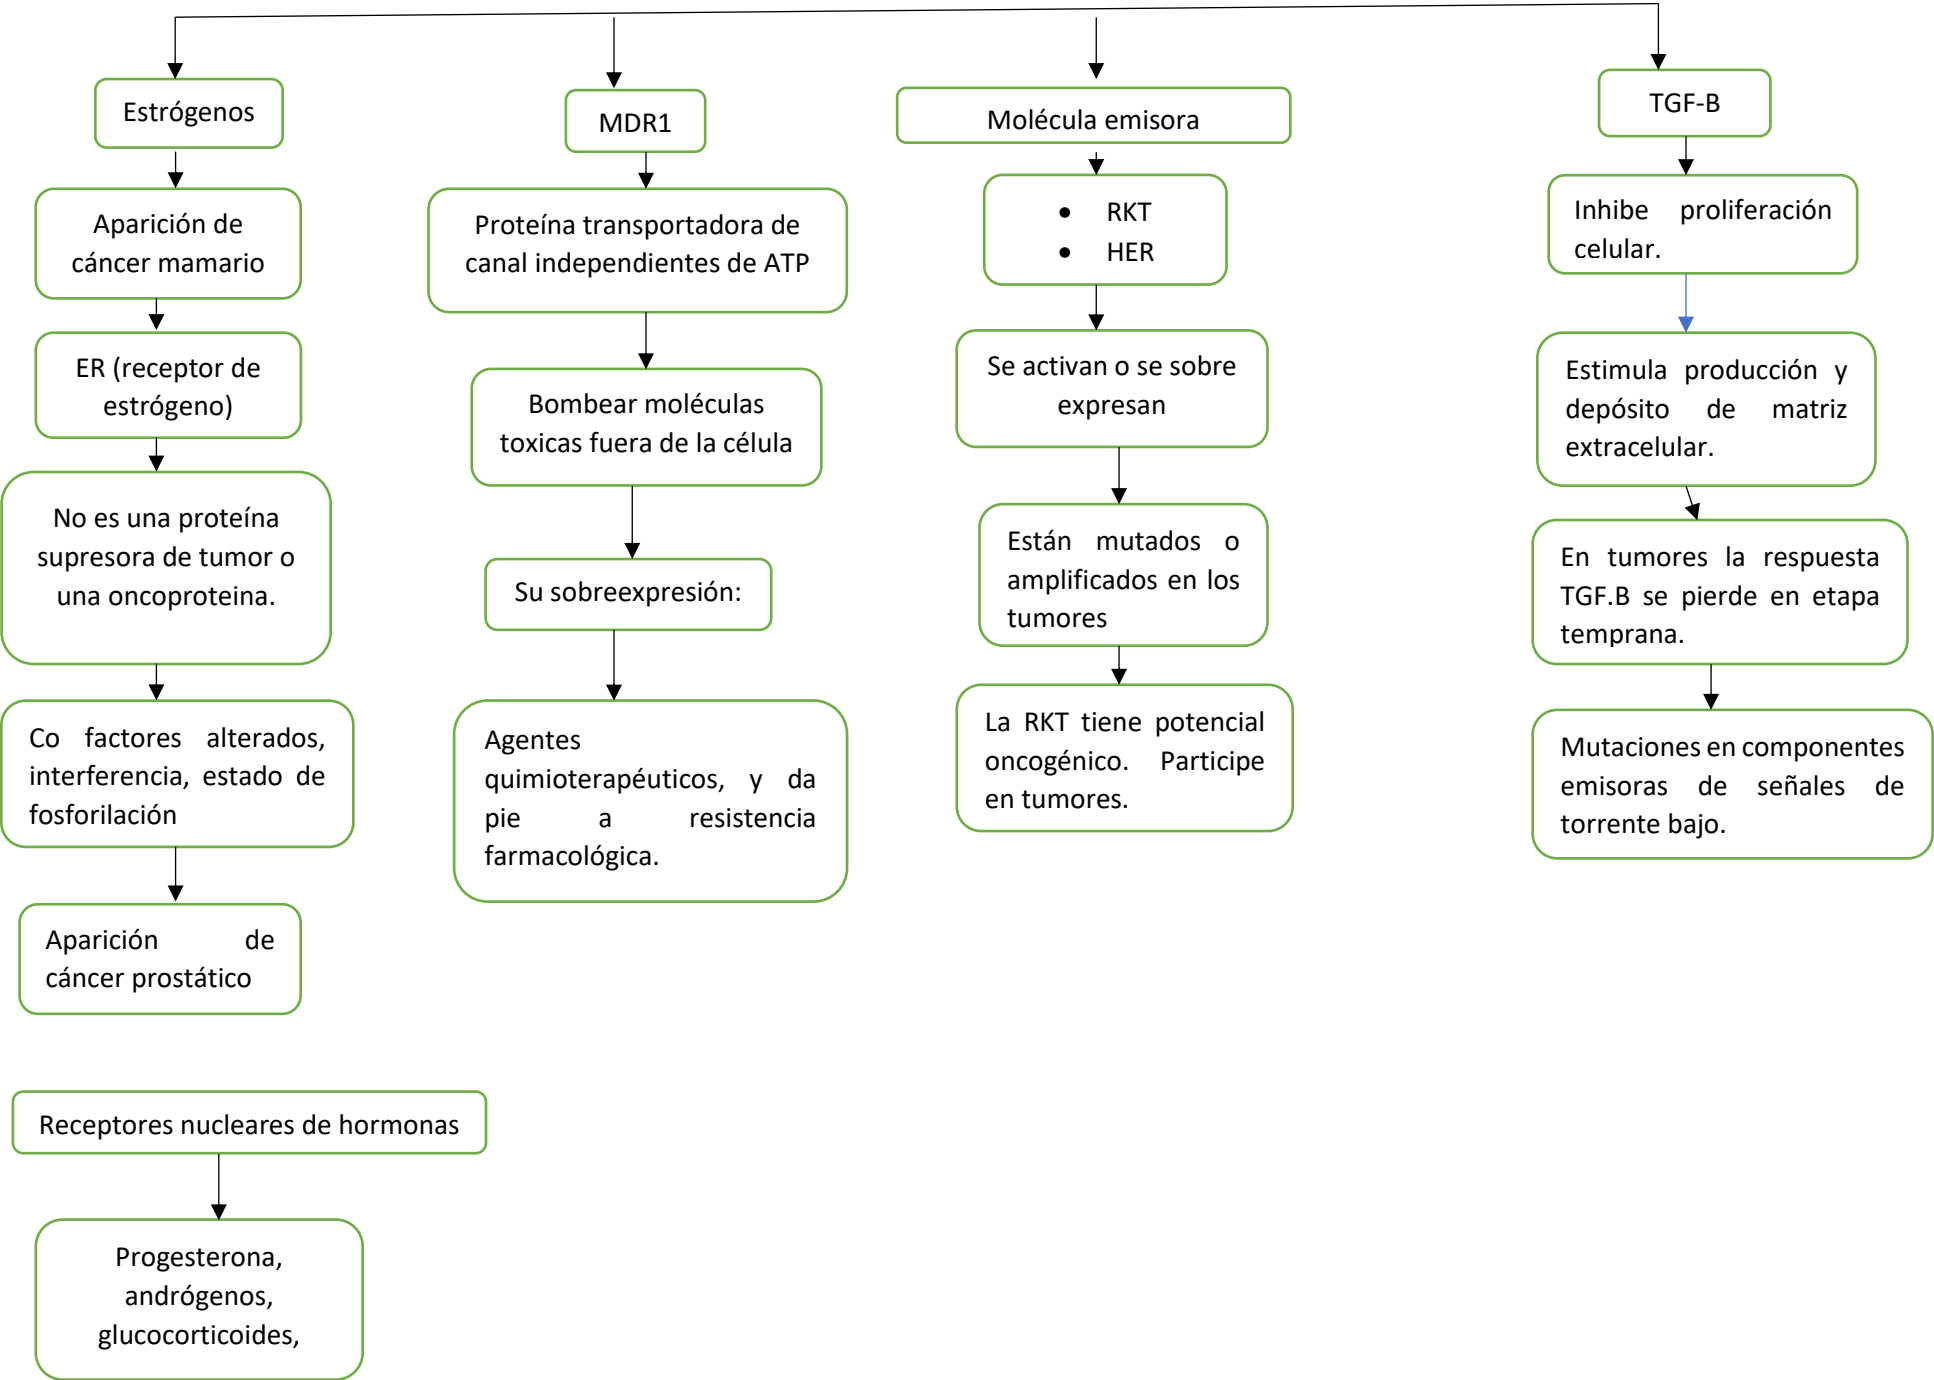 Estrógenos
Aparición de
cáncer mamario
ER (receptor de
estrógeno)
No es una proteína
supresora de tumor o
una oncoproteina.
Co factores alterados,
interferencia, estado de
fosforilación
Aparición de
cáncer prostático
MDR1
Proteína transportadora de
canal independientes de ATP
Bombear moléculas
toxicas fuera de la célula
Su sobreexpresión:
Agentes
quimioterapéuticos, y da
pie a resistencia
farmacológica.
Molécula emisora
• RKT
• HER
Se activan o se sobre
expresan
Están mutados o
amplificados en los
tumores
La RKT tiene potencial
oncogénico. Participe
en tumores.
TGF-B
Inhibe proliferación
celular.
Estimula producción y
depósito de matriz
extracelular.
En tumores la respuesta
TGF.B se pierde en etapa
temprana.
Mutaciones en componentes
emisoras de señales de
torrente bajo.
Receptores nucleares de hormonas
Progesterona,
andrógenos,
glucocorticoides,